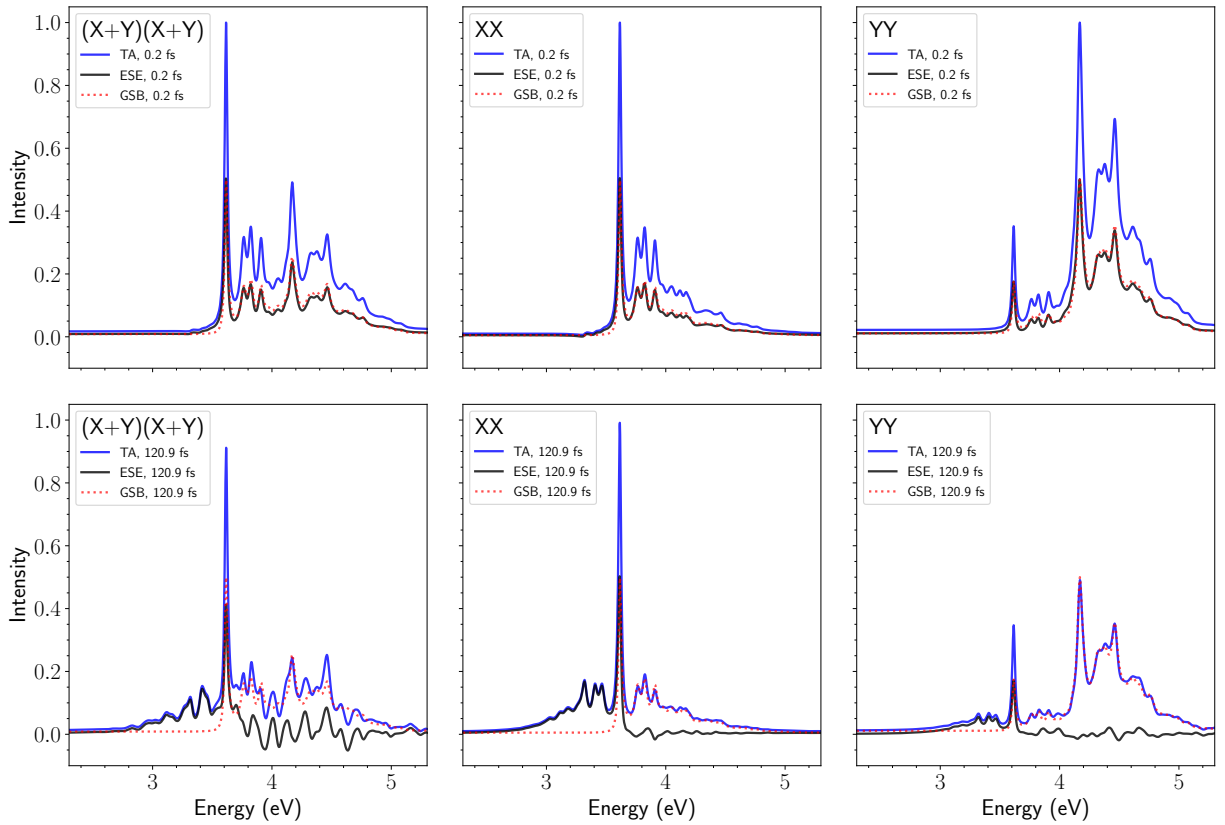 (X+Y)(X+Y)
TA, 0.2 fs
ESE, 0.2 fs
GSB, 0.2 fs
XX
TA, 0.2 fs
ESE, 0.2 fs
GSB, 0.2 fs
YY
TA, 0.2 fs
ESE, 0.2 fs
GSB, 0.2 fs
1.0
0.8
0.6
0.4
0.2
0.0
Intensity
(X+Y)(X+Y)
TA, 120.9 fs
ESE, 120.9 fs
GSB, 120.9 fs
XX
TA, 120.9 fs
ESE, 120.9 fs
GSB, 120.9 fs
YY
TA, 120.9 fs
ESE, 120.9 fs
GSB, 120.9 fs
1.0
0.8
0.6
0.4
0.2
0.0
Intensity
3 4 5
3 4 5
3 4 5
Energy (eV)
Energy (eV)
Energy (eV)